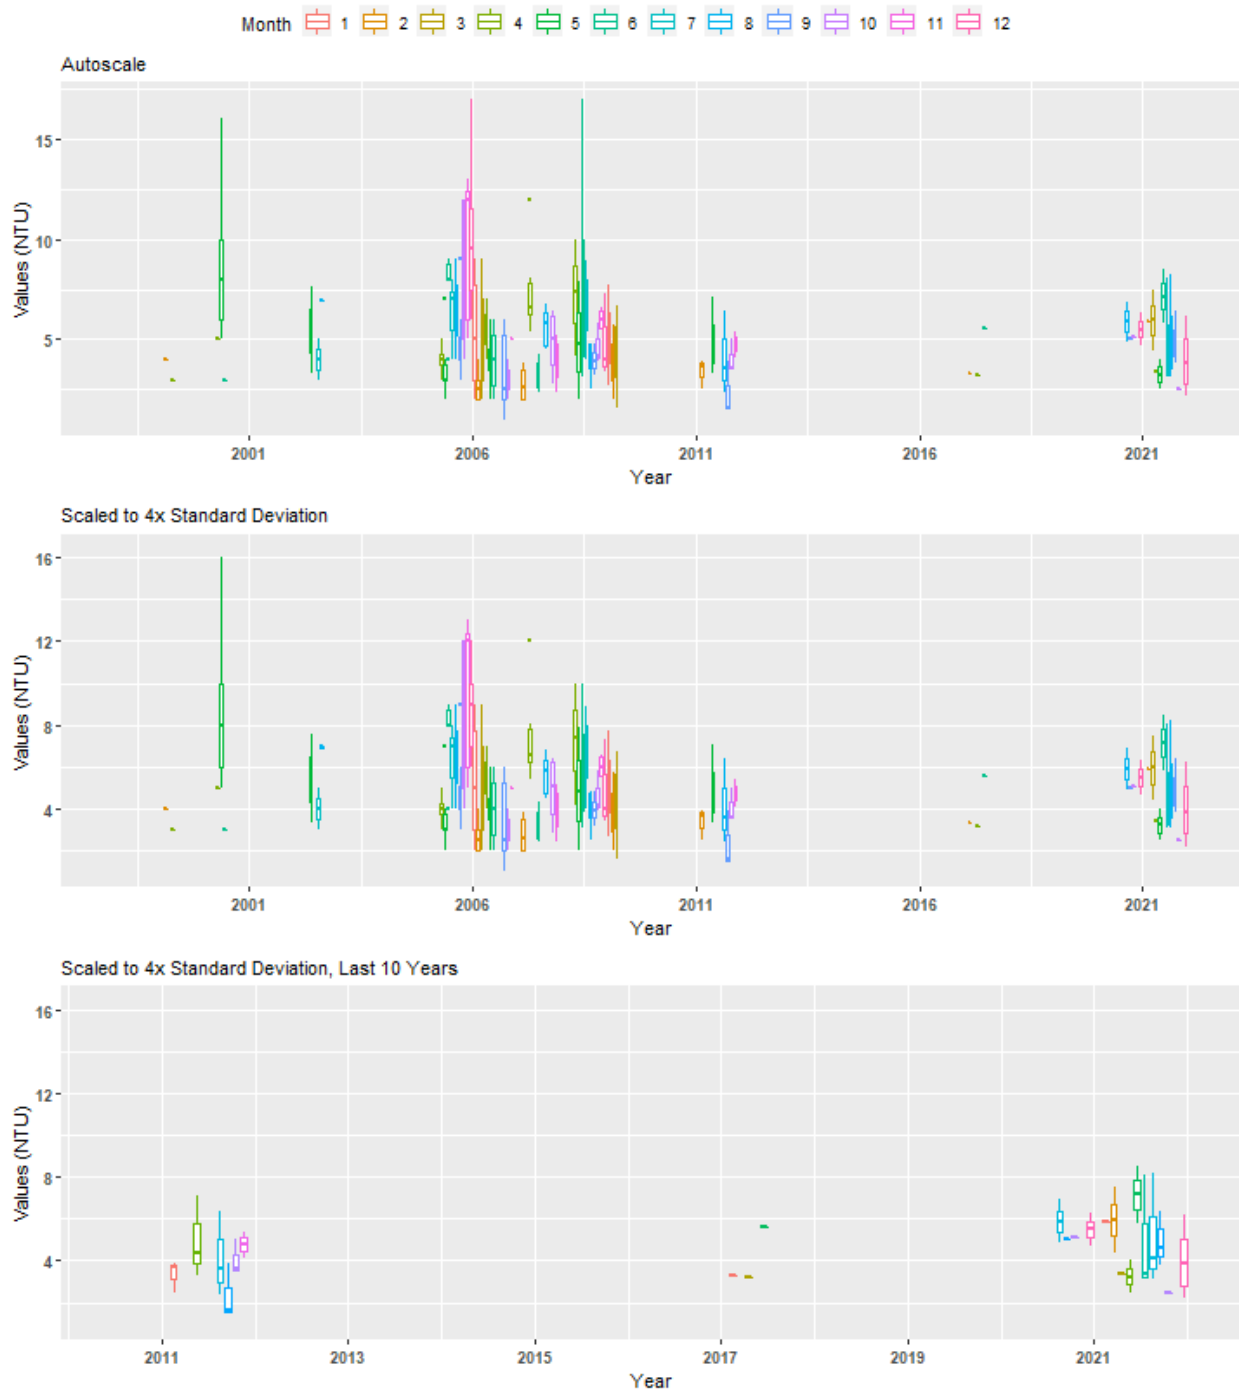 Month 1 2 3 4 5 6 7 8 9 10 11 12
Autoscale
Values (NTU)
15
10
5
2001 2006 2011 2016 2021
Year
Scaled to 4x Standard Deviation
Values (NTU)
16
12
8
4
2001 2006 2011 2016 2021
Year
Scaled to 4x Standard Deviation, Last 10 Years
Values (NTU)
16
12
8
4
2011 2013 2015 2017 2019 2021
Year